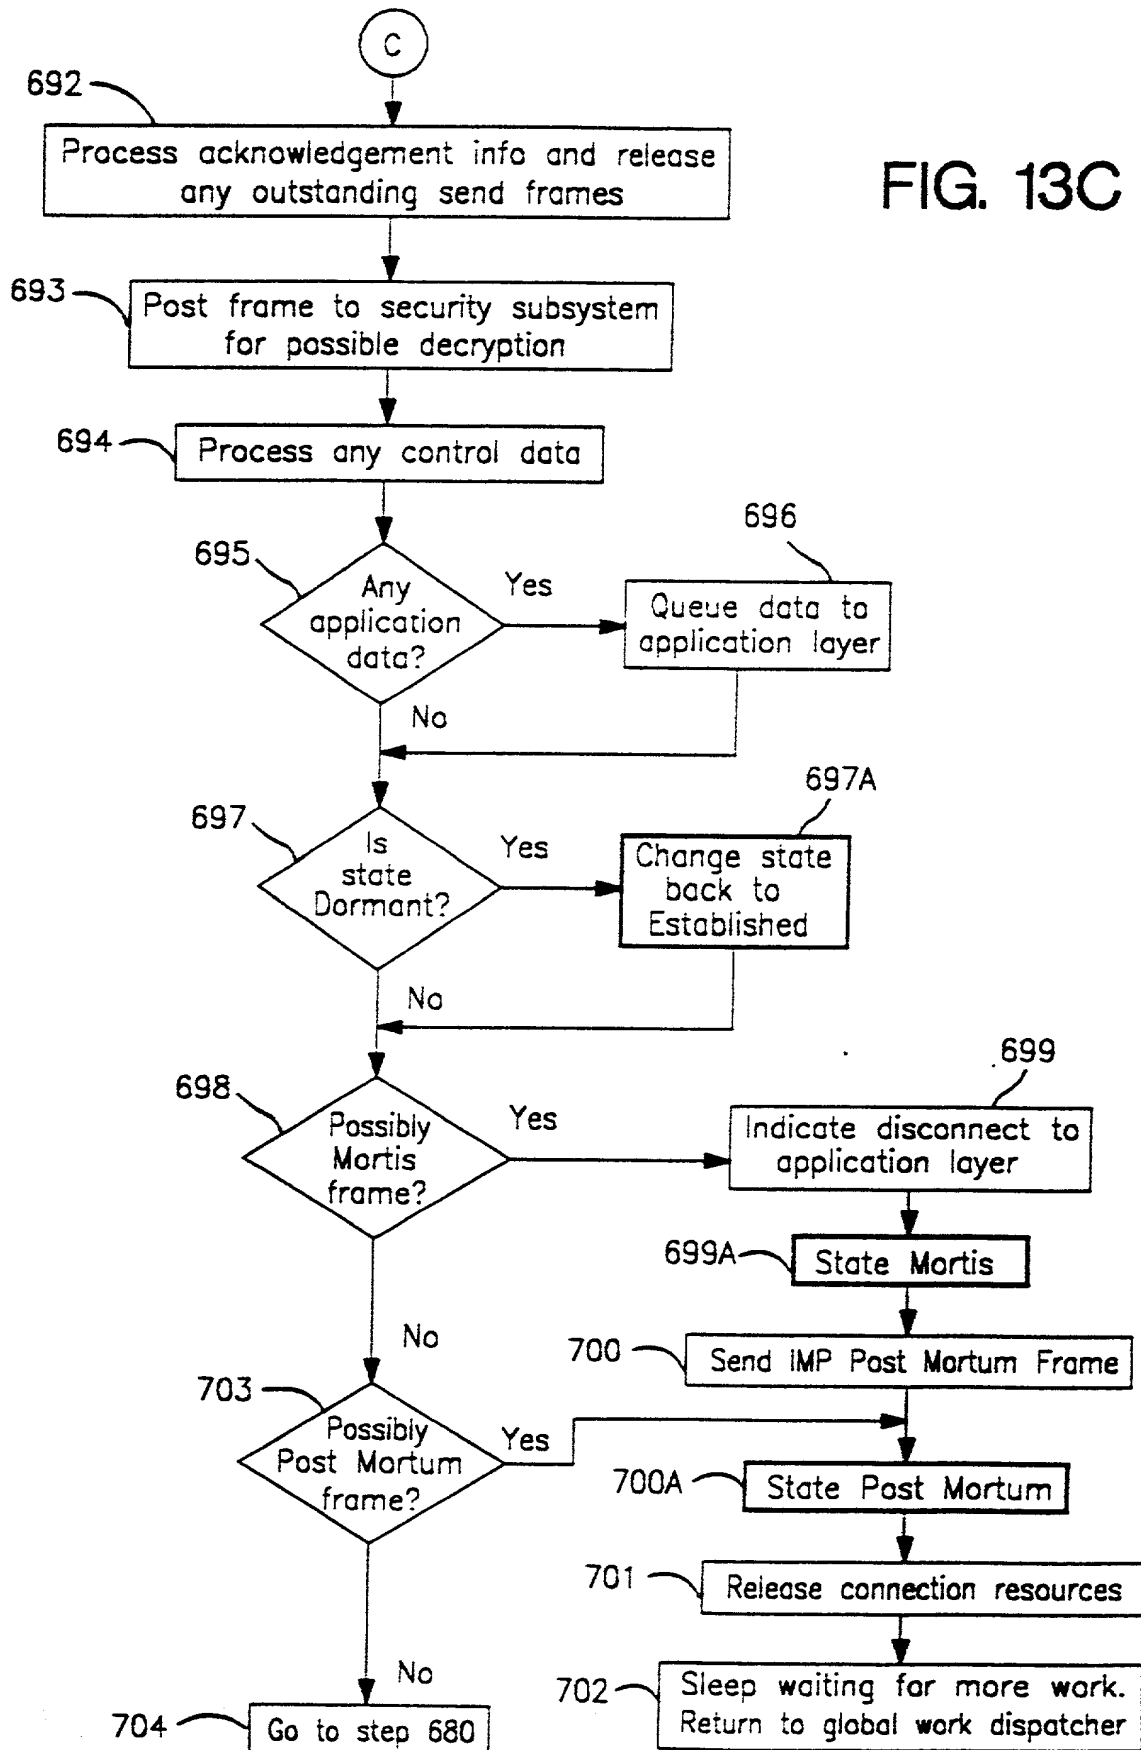 C
692
Process acknowledgement info and release
any outstanding send frames
FIG. 13C
693
Post frame to security subsystem
for possible decryption
694
Process any control data
695
Any
application
data?
Yes
696
Queue data to
application layer
No
697
Is
state
Dormant?
Yes
697A
Change state
back to
Established
No
698
Possibly
Mortis
frame?
Yes
699
Indicate disconnect to
application layer
699A
State Mortis
No
700
Send IMP Post Mortum Frame
703
Possibly
Post Mortum
frame?
Yes
700A
State Post Mortum
701
Release connection resources
No
702
Sleep waiting for more work.
Return to global work dispatcher
704
Go to step 680